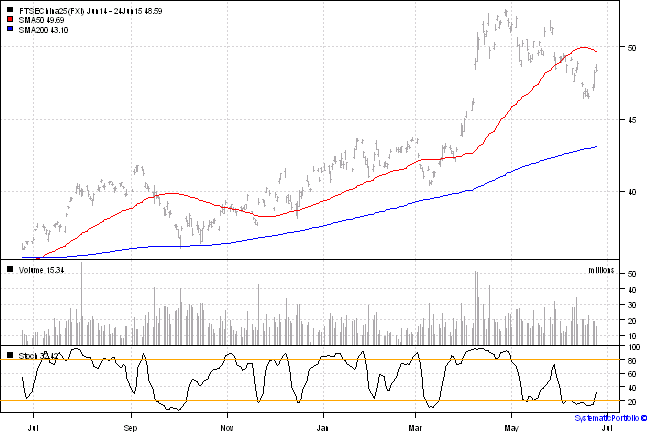 FTSEChina25(FXI) Jun14 - 24Jun15 48.59
SMA50 49.69
SMA200 43.10
50
45
40
Volume 15.34
millions
50
40
30
20
10
Stoch
100
80
60
40
20
Jul Sep Nov Jan Mar May Jul
SystematicPortfolio ©